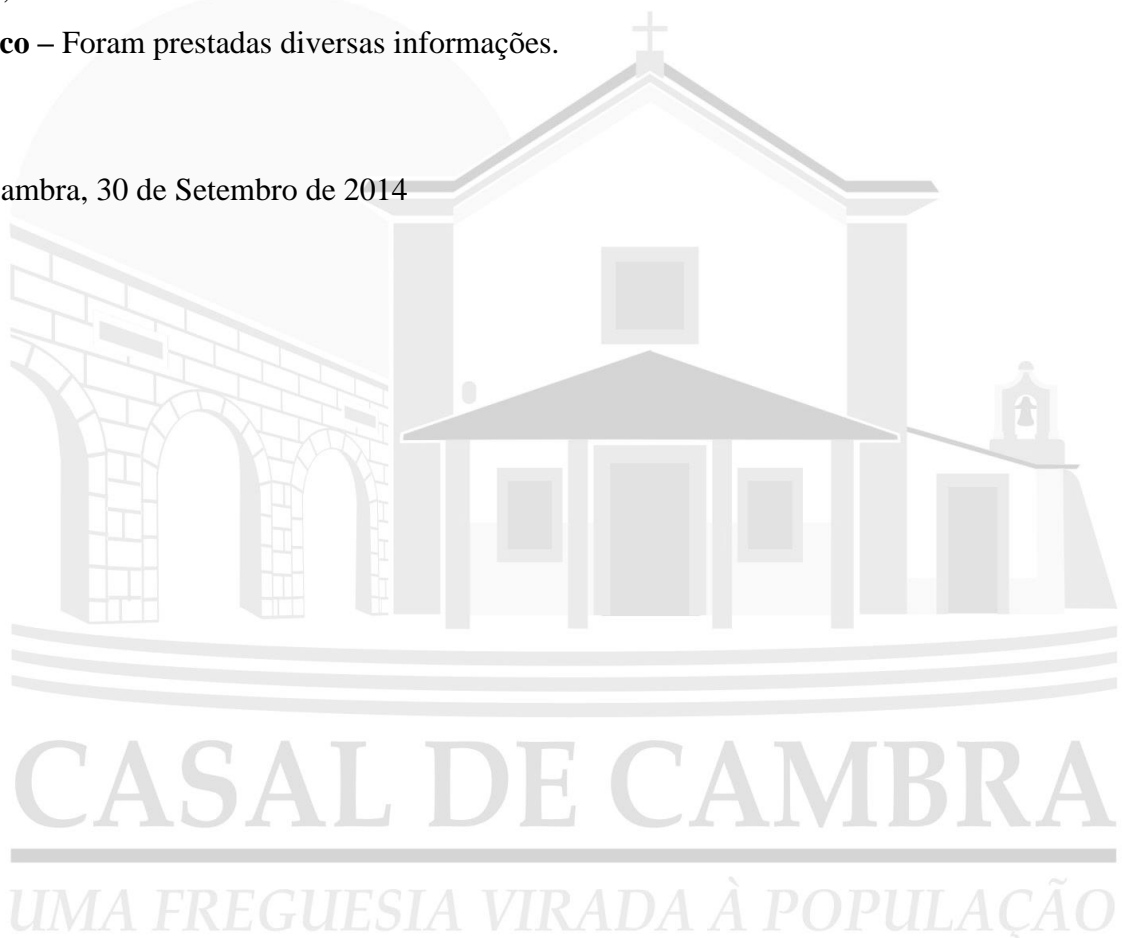 co – Foram prestadas diversas informações.
ambra, 30 de Setembro de 2014
CASAL DE CAMBRA
UMA FREGUESIA VIRADA À POPULAÇÃO